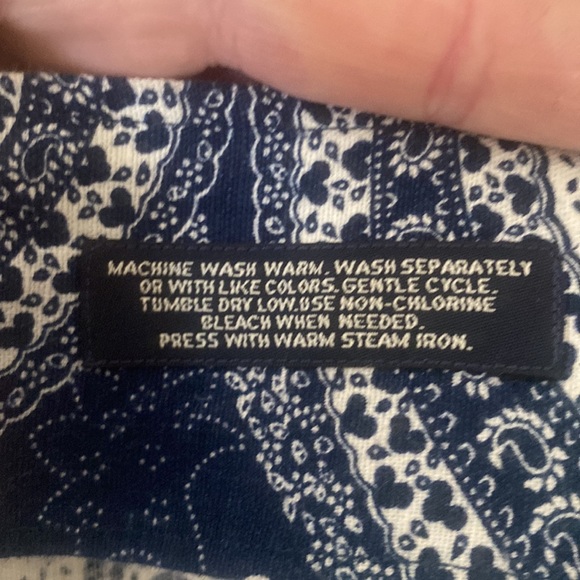 MACHINE WASH WARM. WASH SEPARATELY
OR WITH LIKE COLORS. GENTLE CYCLE.
TUMBLE DRY LOW.USE NON-CHLORINE
BLEACH WHEN NEEDED.
PRESS WITH WARM STEAM IRON.